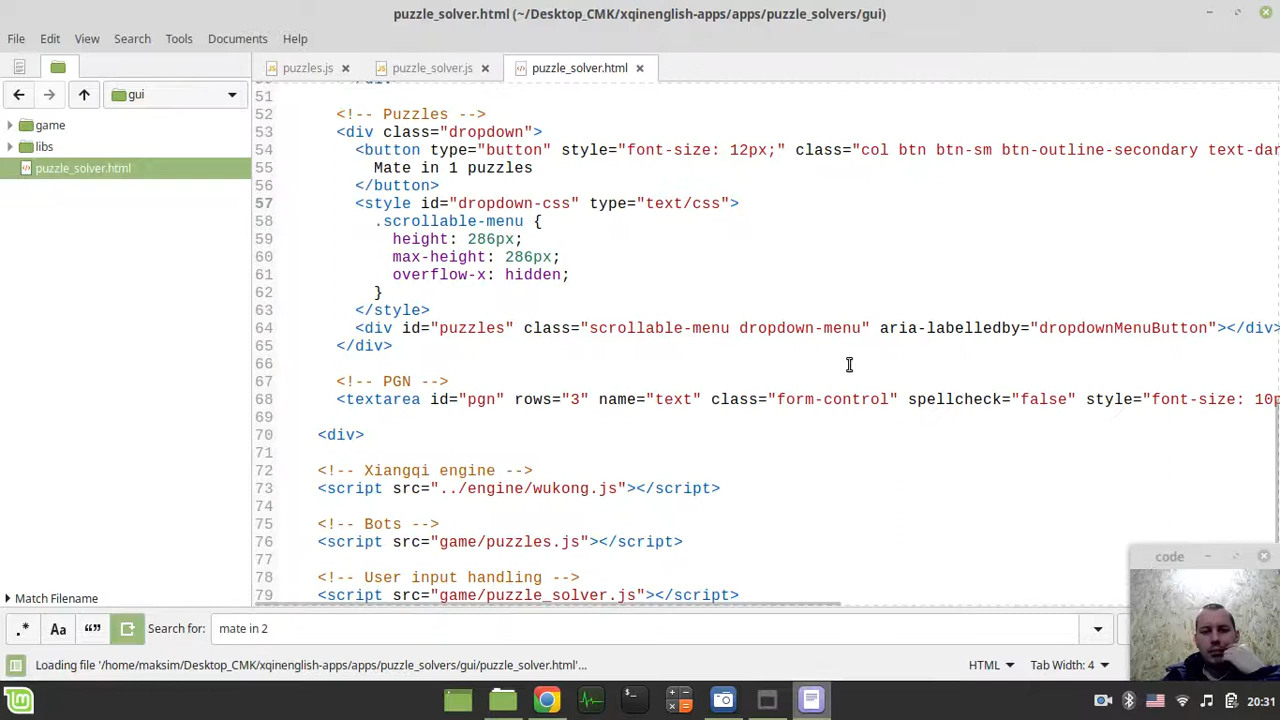 puzzle_solver.html (~/Desktop_CMK/xqinenglish-apps/apps/puzzle_solvers/gui)
File Edit View Search Tools Documents Help
puzzles.js puzzle_solver.js puzzle_solver.html
gui
game
libs
puzzle_solver.html
51
52 <!-- Puzzles -->
53 <div class="dropdown">
54 <button type="button" style="font-size: 12px;" class="col btn btn-sm btn-outline-secondary text-dar
55 Mate in 1 puzzles
56 </button>
57 <style id="dropdown-css" type="text/css">
58 .scrollable-menu {
59 height: 286px;
60 max-height: 286px;
61 overflow-x: hidden;
62 }
63 </style>
64 <div id="puzzles" class="scrollable-menu dropdown-menu" aria-labelledby="dropdownMenuButton"></div>
65 </div>
66
67 <!-- PGN -->
68 <textarea id="pgn" rows="3" name="text" class="form-control" spellcheck="false" style="font-size: 10p
69
70 <div>
71
72 <!-- Xiangqi engine -->
73 <script src="../engine/wukong.js"></script>
74
75 <!-- Bots -->
76 <script src="game/puzzles.js"></script>
77
78 <!-- User input handling -->
79 <script src="game/puzzle_solver.js"></script>
code
Match Filename
.* Aa “” Search for: mate in 2
Loading file '/home/maksim/Desktop_CMK/xqinenglish-apps/apps/puzzle_solvers/gui/puzzle_solver.html'... HTML Tab Width: 4
20:31